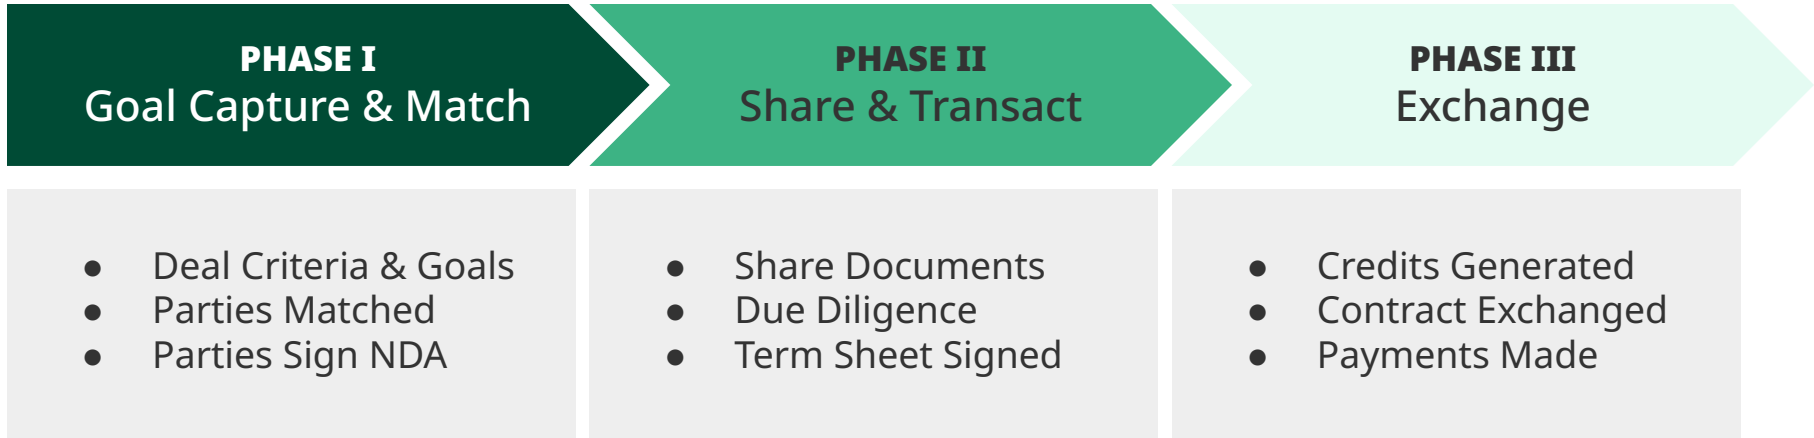 PHASE I
Goal Capture & Match
PHASE II
Share & Transact
PHASE III
Exchange
● Deal Criteria & Goals
● Parties Matched
● Parties Sign NDA
● Share Documents
● Due Diligence
● Term Sheet Signed
● Credits Generated
● Contract Exchanged
● Payments Made